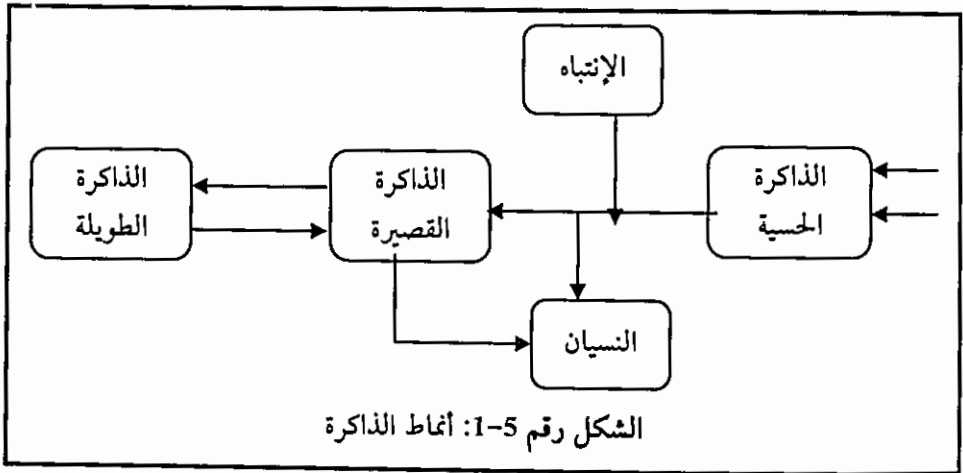 الإنتباه
الذاكرة
الحسية
الذاكرة
القصيرة
الذاكرة
الطويلة
النسيان
الشكل رقم 5-1: أنماط الذاكرة